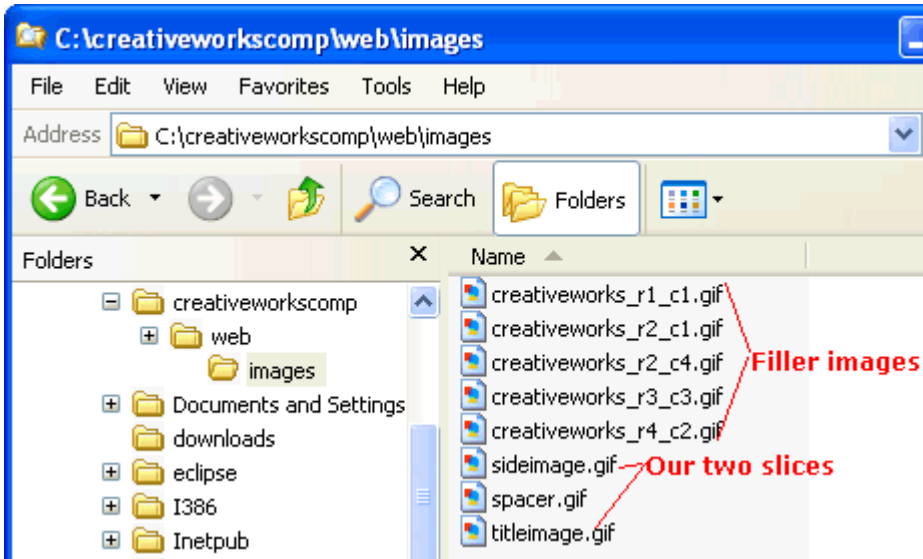 C:\creativeworkscomp\web\images
File Edit View Favorites Tools Help
Address C:\creativeworkscomp\web\images
Back Search Folders
Folders
creativeworkscomp
web
images
Documents and Settings
downloads
eclipse
I386
Inetpub
Name
creativeworks_r1_c1.gif
creativeworks_r2_c1.gif
creativeworks_r2_c4.gif
creativeworks_r3_c3.gif
creativeworks_r4_c2.gif
sideimage.gif
spacer.gif
titleimage.gif
Filler images
Our two slices